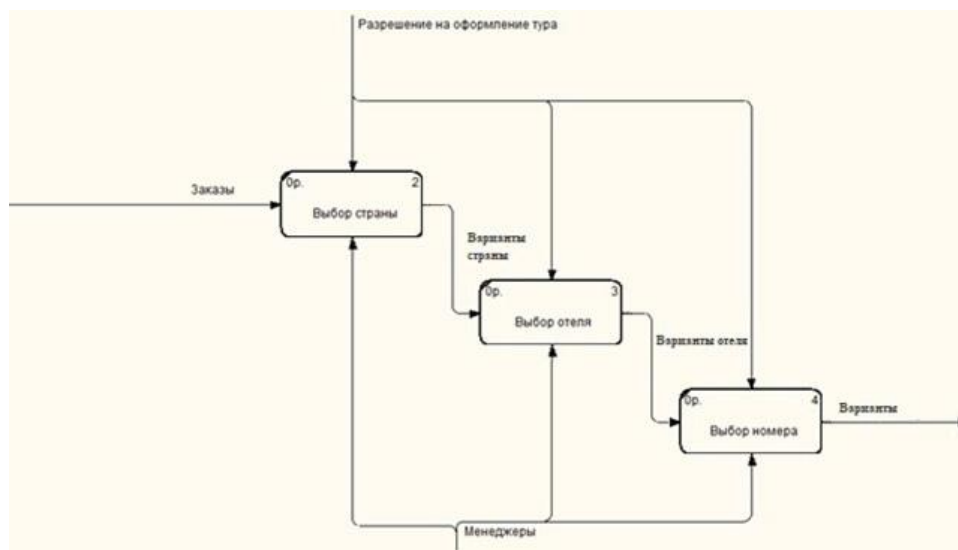 Разрешение на оформление тура
0р. 2
Заказы
Выбор страны
Варианты
страны
0р. 3
Выбор отеля
Варианты отеля
0р. 4
Варианты
Выбор номера
Менеджеры